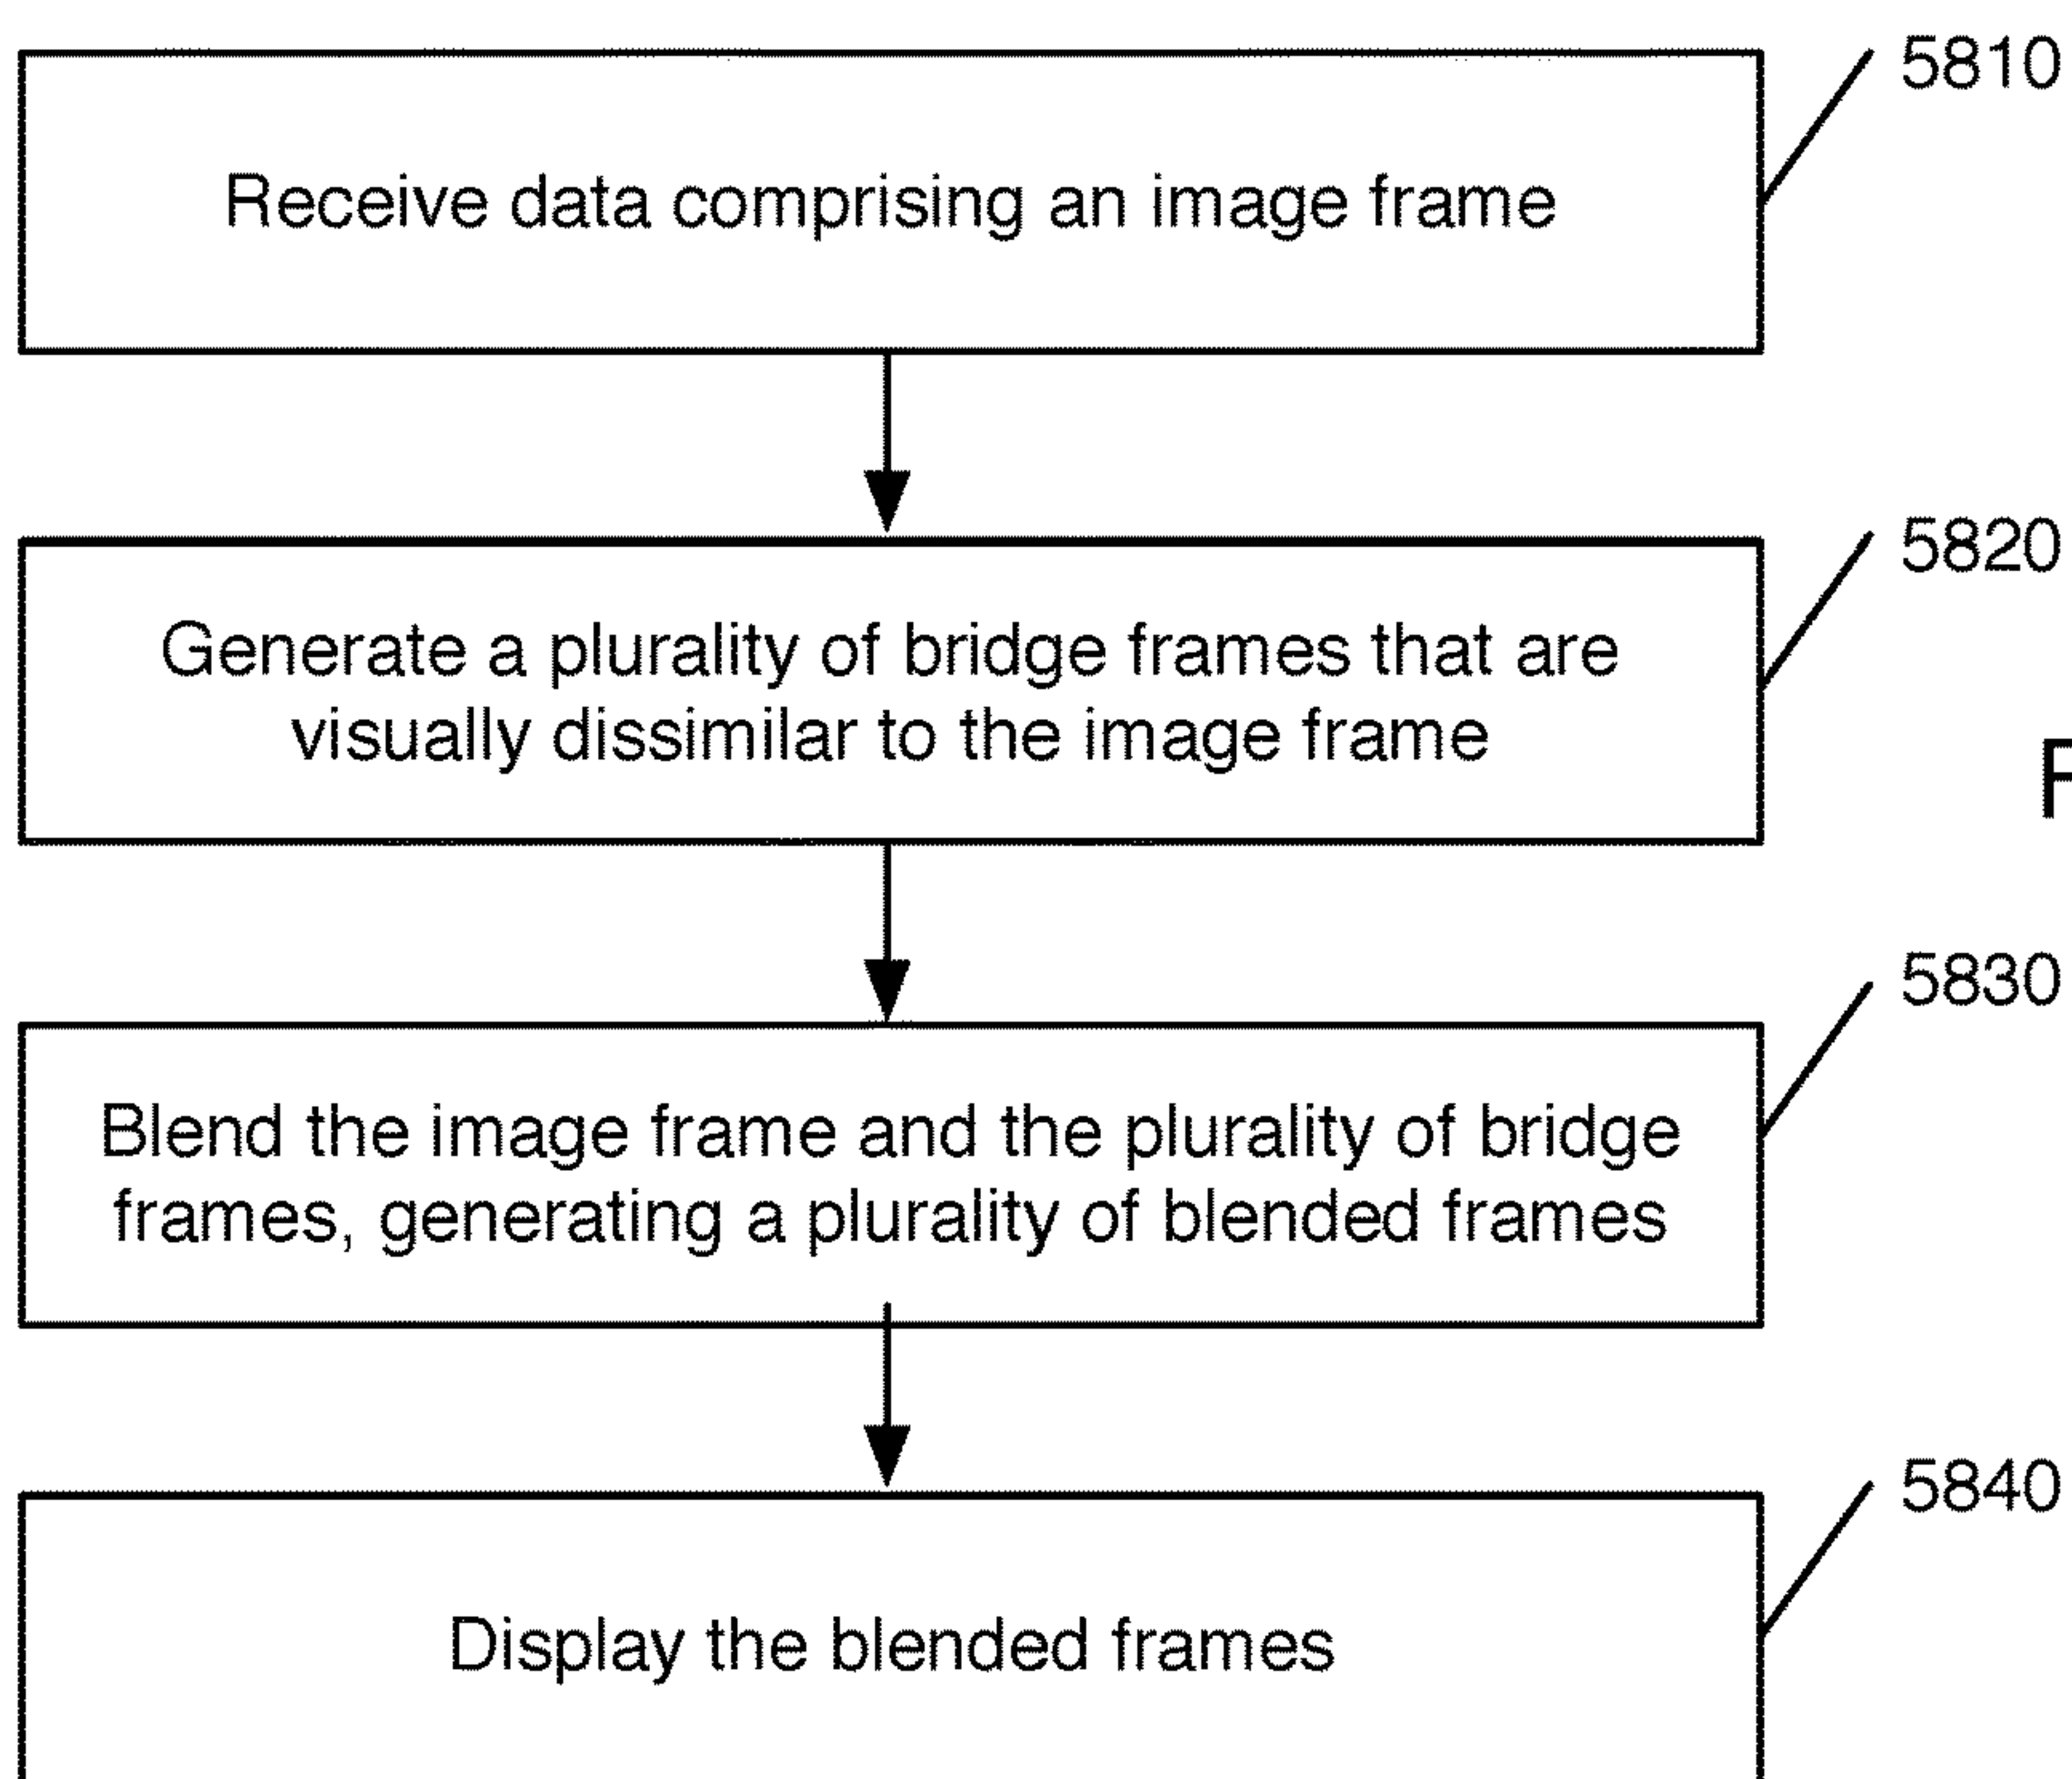 5810
Receive data comprising an image frame
5820
Generate a plurality of bridge frames that are
visually dissimilar to the image frame
5830
Blend the image frame and the plurality of bridge
frames, generating a plurality of blended frames
5840
Display the blended frames